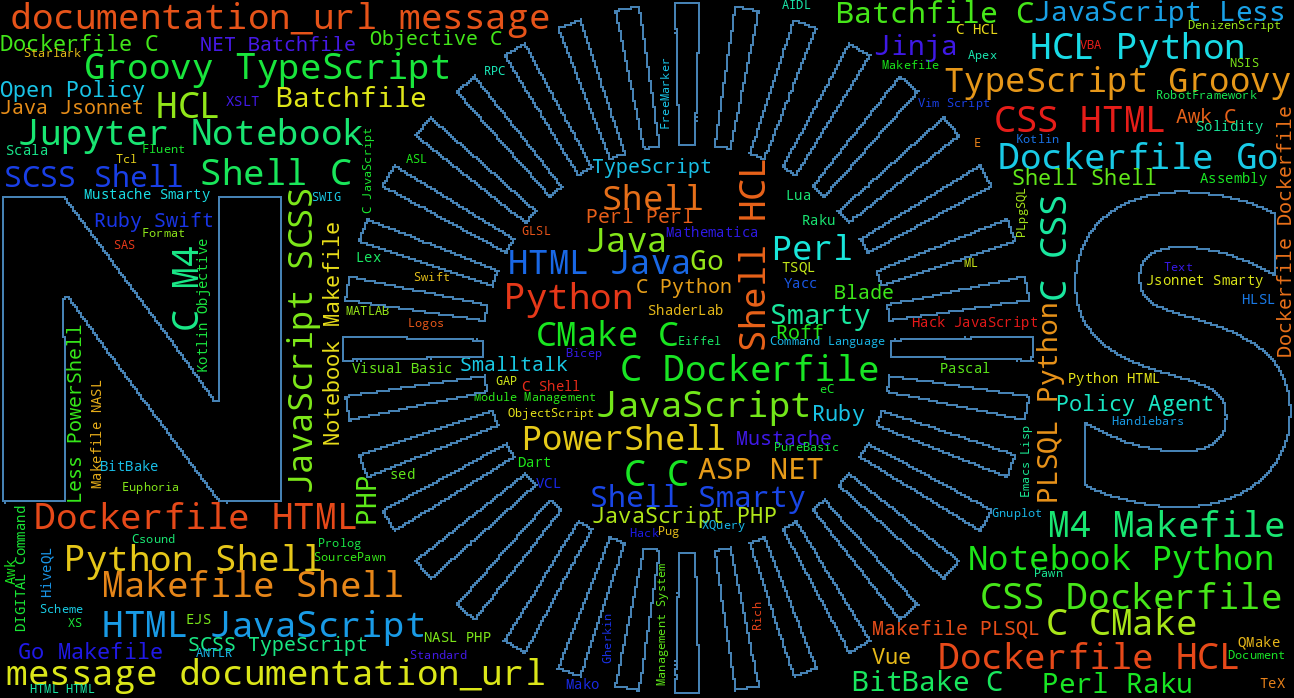 documentation_url message
AIDL
Batchfile C
JavaScript Less
Dockerfile C
NET Batchfile
Objective C
C HCL
DenizenScript
Starlark
Jinja
VBA
HCL Python
Groovy TypeScript
RPC
Makefile
Apex
NSIS
Open Policy
XSLT
Batchfile
FreeMarker
TypeScript Groovy
Java Jsonnet
HCL
Vim Script
RobotFramework
Jupyter Notebook
CSS HTML
Awk C
Solidity
Scala
Fluent
Tcl
ASL
E
Kotlin
SCSS Shell
Shell C
C JavaScript
TypeScript
Dockerfile Go
Shell Shell
Assembly
Mustache Smarty
SWIG
Shell
Lua
PLpgSQL
Dockerfile Dockerfile
Ruby Swift
Format
SAS
GLSL
Perl Perl
Mathematica
Raku
Java
Perl
Lex
HTML Java
Go
TSQL
ML
Text
C M4
Kotlin Objective
JavaScript SCSS
Notebook Makefile
Swift
Python
C Python
Shell HCL
Yacc
Blade
Jsonnet Smarty
HLSL
MATLAB
Logos
ShaderLab
Smarty
Hack JavaScript
PythonC CSS
CMake C
Eiffel
Roff
Command Language
Bicep
Visual Basic
Smalltalk
C Dockerfile
Pascal
Python HTML
Less PowerShell
Makefile NASL
GAP
C Shell
eC
Module Management
JavaScript
Policy Agent
ObjectScript
Ruby
Handlebars
PowerShell
Mustache
PureBasic
PLSQL Python
Emacs Lisp
BitBake
Dart
C C
ASP NET
sed
VCL
Euphoria
Shell Smarty
PHP
Dockerfile HTML
JavaScript PHP
XQuery
Gnuplot
M4 Makefile
Hack
Pug
Csound
Prolog
DIGITAL Command
Awk
HiveQL
Python Shell
SourcePawn
Notebook Python
Pawn
Makefile Shell
CSS Dockerfile
Scheme
XS
HTML JavaScript
EJS
Gherkin
Management System
Rich
Makefile PLSQL
C CMake
NASL PHP
SCSS TypeScript
Go Makefile
ANTLR
Standard
Vue
Dockerfile HCL
QMake
Document
message documentation_url
HTML HTML
Mako
BitBake C
Perl Raku
TeX